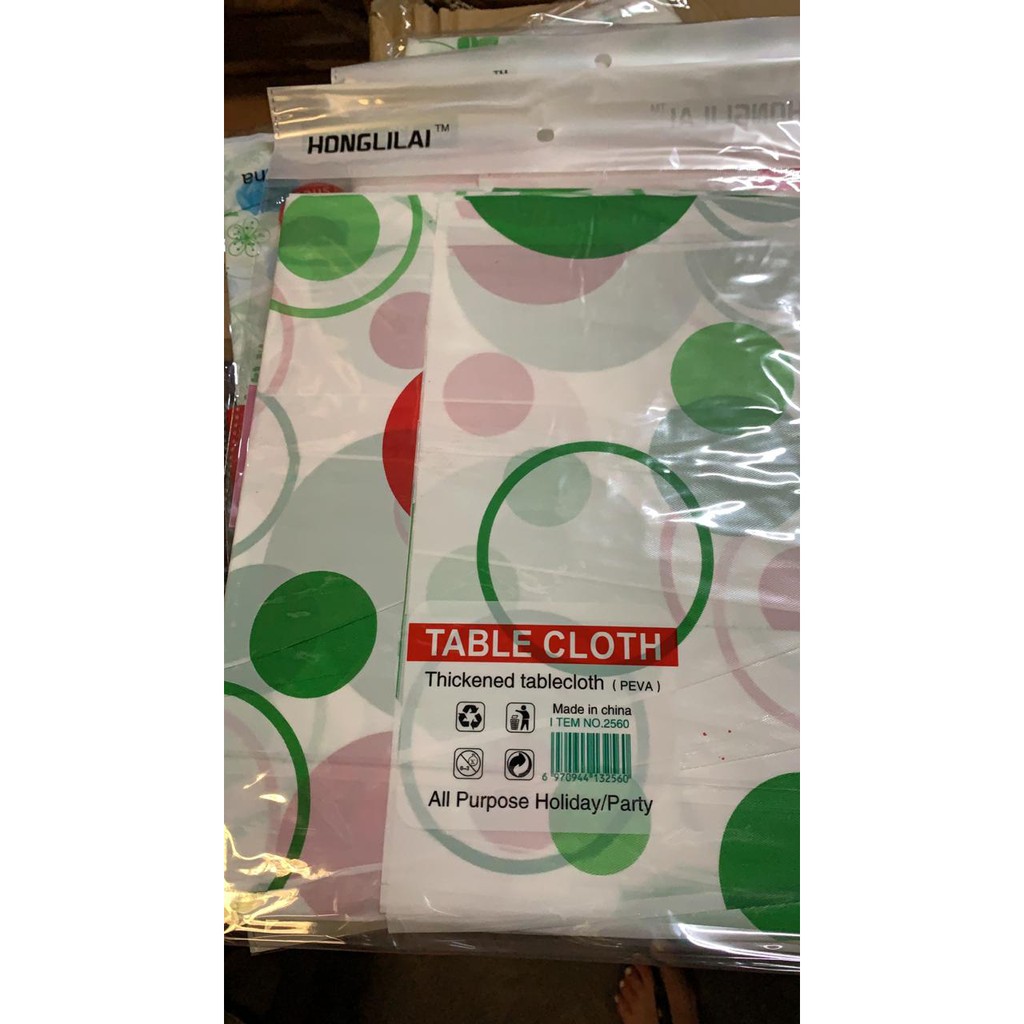 HONGLILAI™
TABLE CLOTH
Thickened tablecloth ( PEVA )
Made in china
I TEM NO.2560
6 970944 132560
All Purpose Holiday/Party